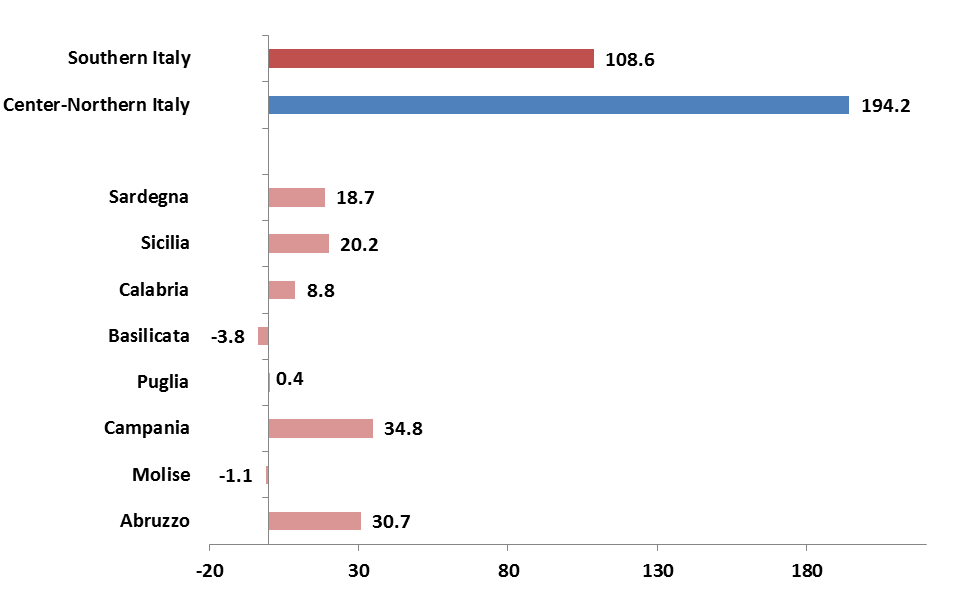 Southern Italy 108.6
Center-Northern Italy 194.2
Sardegna 18.7
Sicilia 20.2
Calabria 8.8
Basilicata -3.8
Puglia 0.4
Campania 34.8
Molise -1.1
Abruzzo 30.7
-20 30 80 130 180